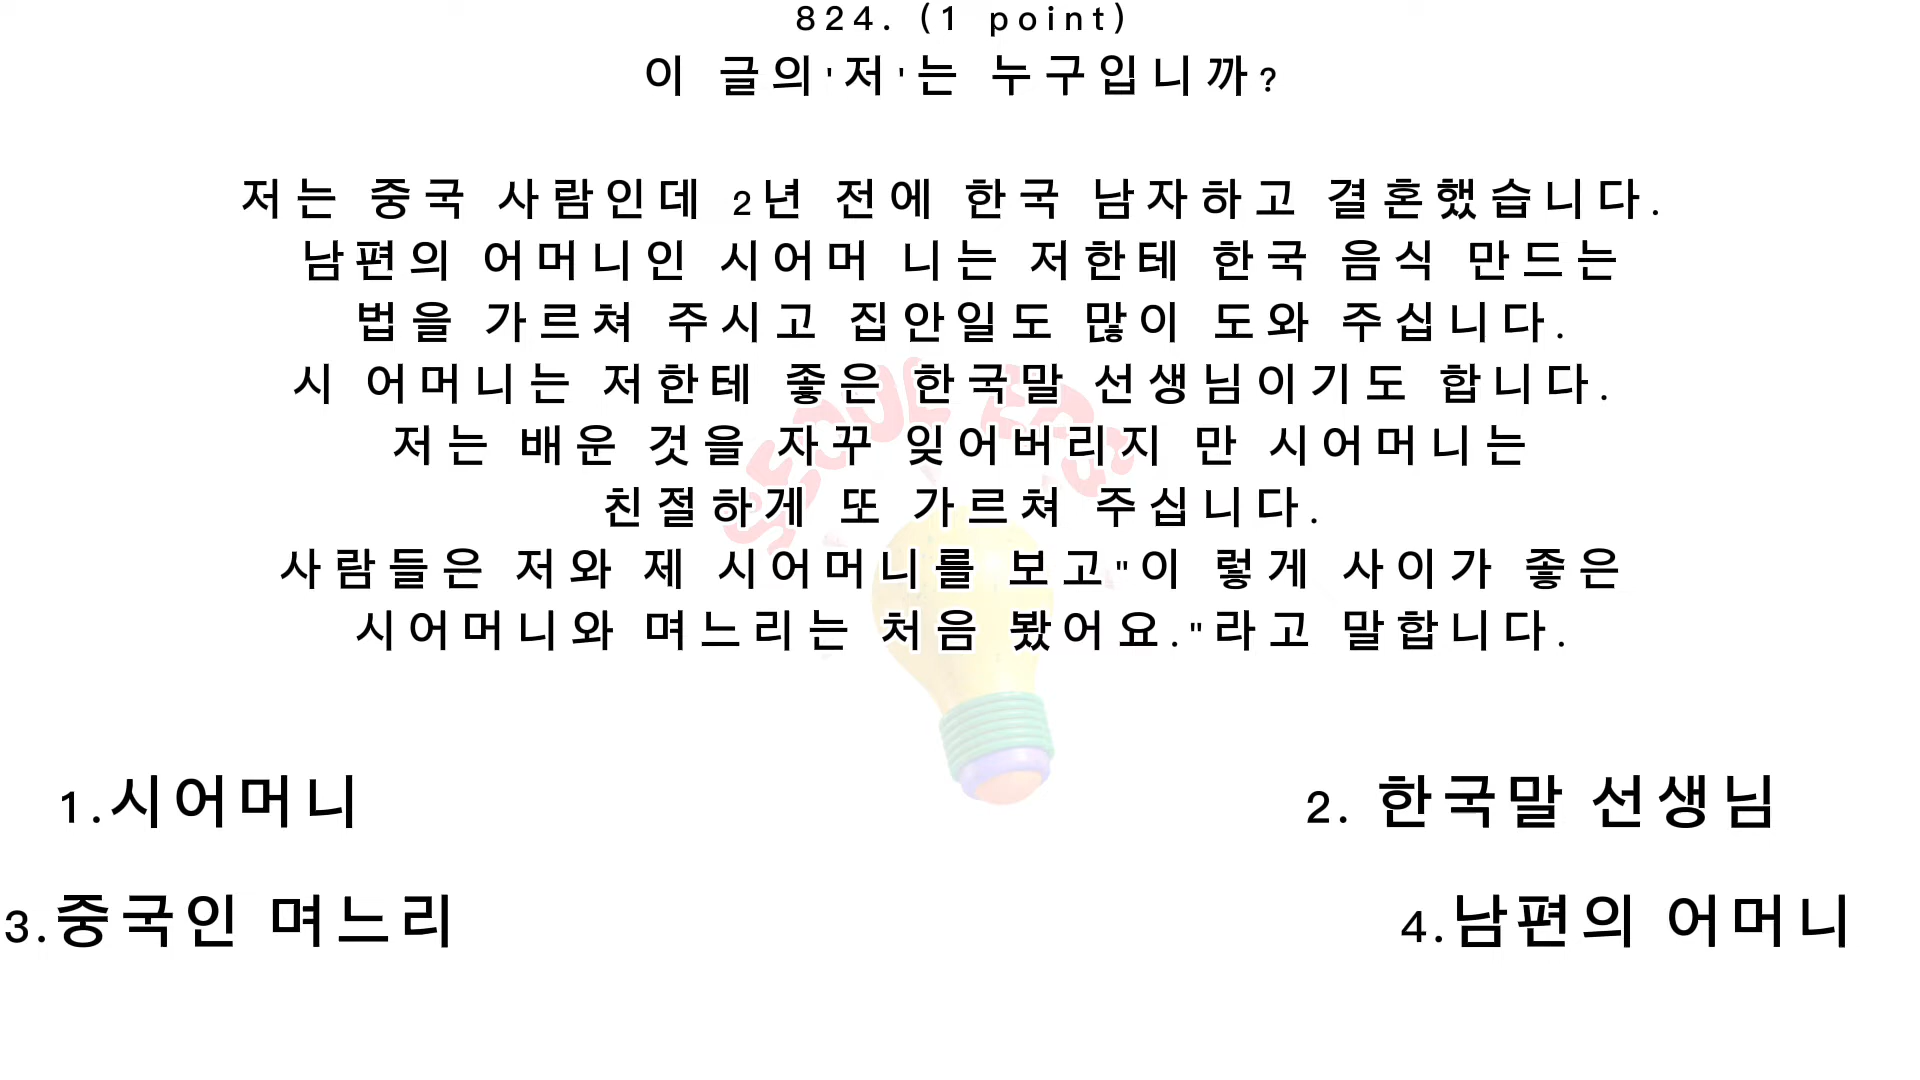 824. (1 point)
이 글의'저'는 누구입니까?
저는 중국 사람인데 2년 전에 한국 남자하고 결혼했습니다.
남편의 어머니인 시어머 니는 저한테 한국 음식 만드는
법을 가르쳐 주시고 집안일도 많이 도와 주십니다.
시 어머니는 저한테 좋은 한국말 선생님이기도 합니다.
저는 배운 것을 자꾸 잊어버리지 만 시어머니는
친절하게 또 가르쳐 주십니다.
사람들은 저와 제 시어머니를 보고"이 렇게 사이가 좋은
시어머니와 며느리는 처음 봤어요."라고 말합니다.
1.시어머니
2. 한국말 선생님
3.중국인 며느리
4.남편의 어머니